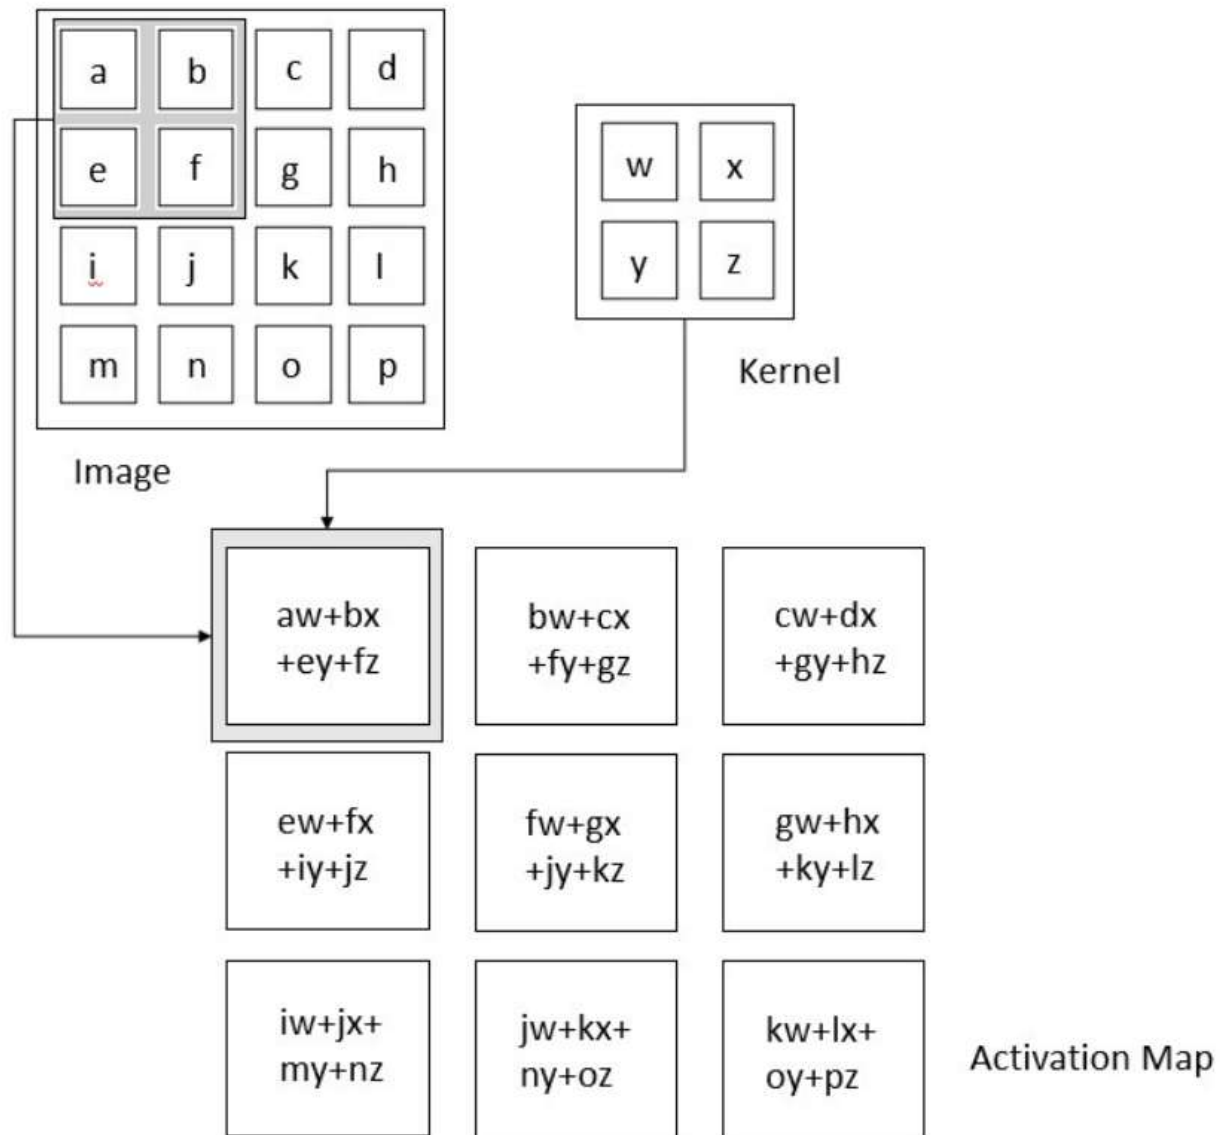 a b c d
e f g h
i j k l
m n o p
Image
w x
y z
Kernel
aw+bx
+ey+fz
bw+cx
+fy+gz
cw+dx
+gy+hz
ew+fx
+iy+jz
fw+gx
+jy+kz
gw+hx
+ky+lz
iw+jx+
my+nz
jw+kx+
ny+oz
kw+lx+
oy+pz
Activation Map